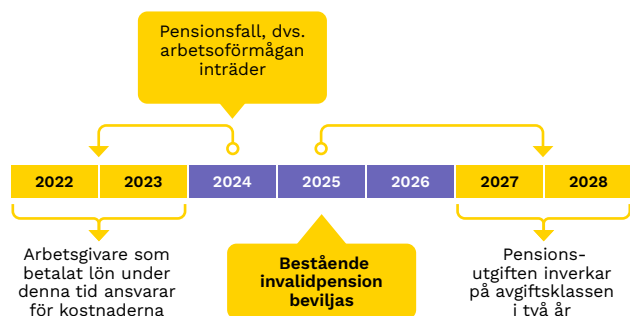 Pensionsfall, dvs.
arbetsoförmågan
inträder
2022 2023 2024 2025 2026 2027 2028
Arbetsgivare som
betalat lön under
denna tid ansvarar
för kostnaderna
Bestående
invalidpension
beviljas
Pensions-
utgiften inverkar
på avgiftsklassen
i två år